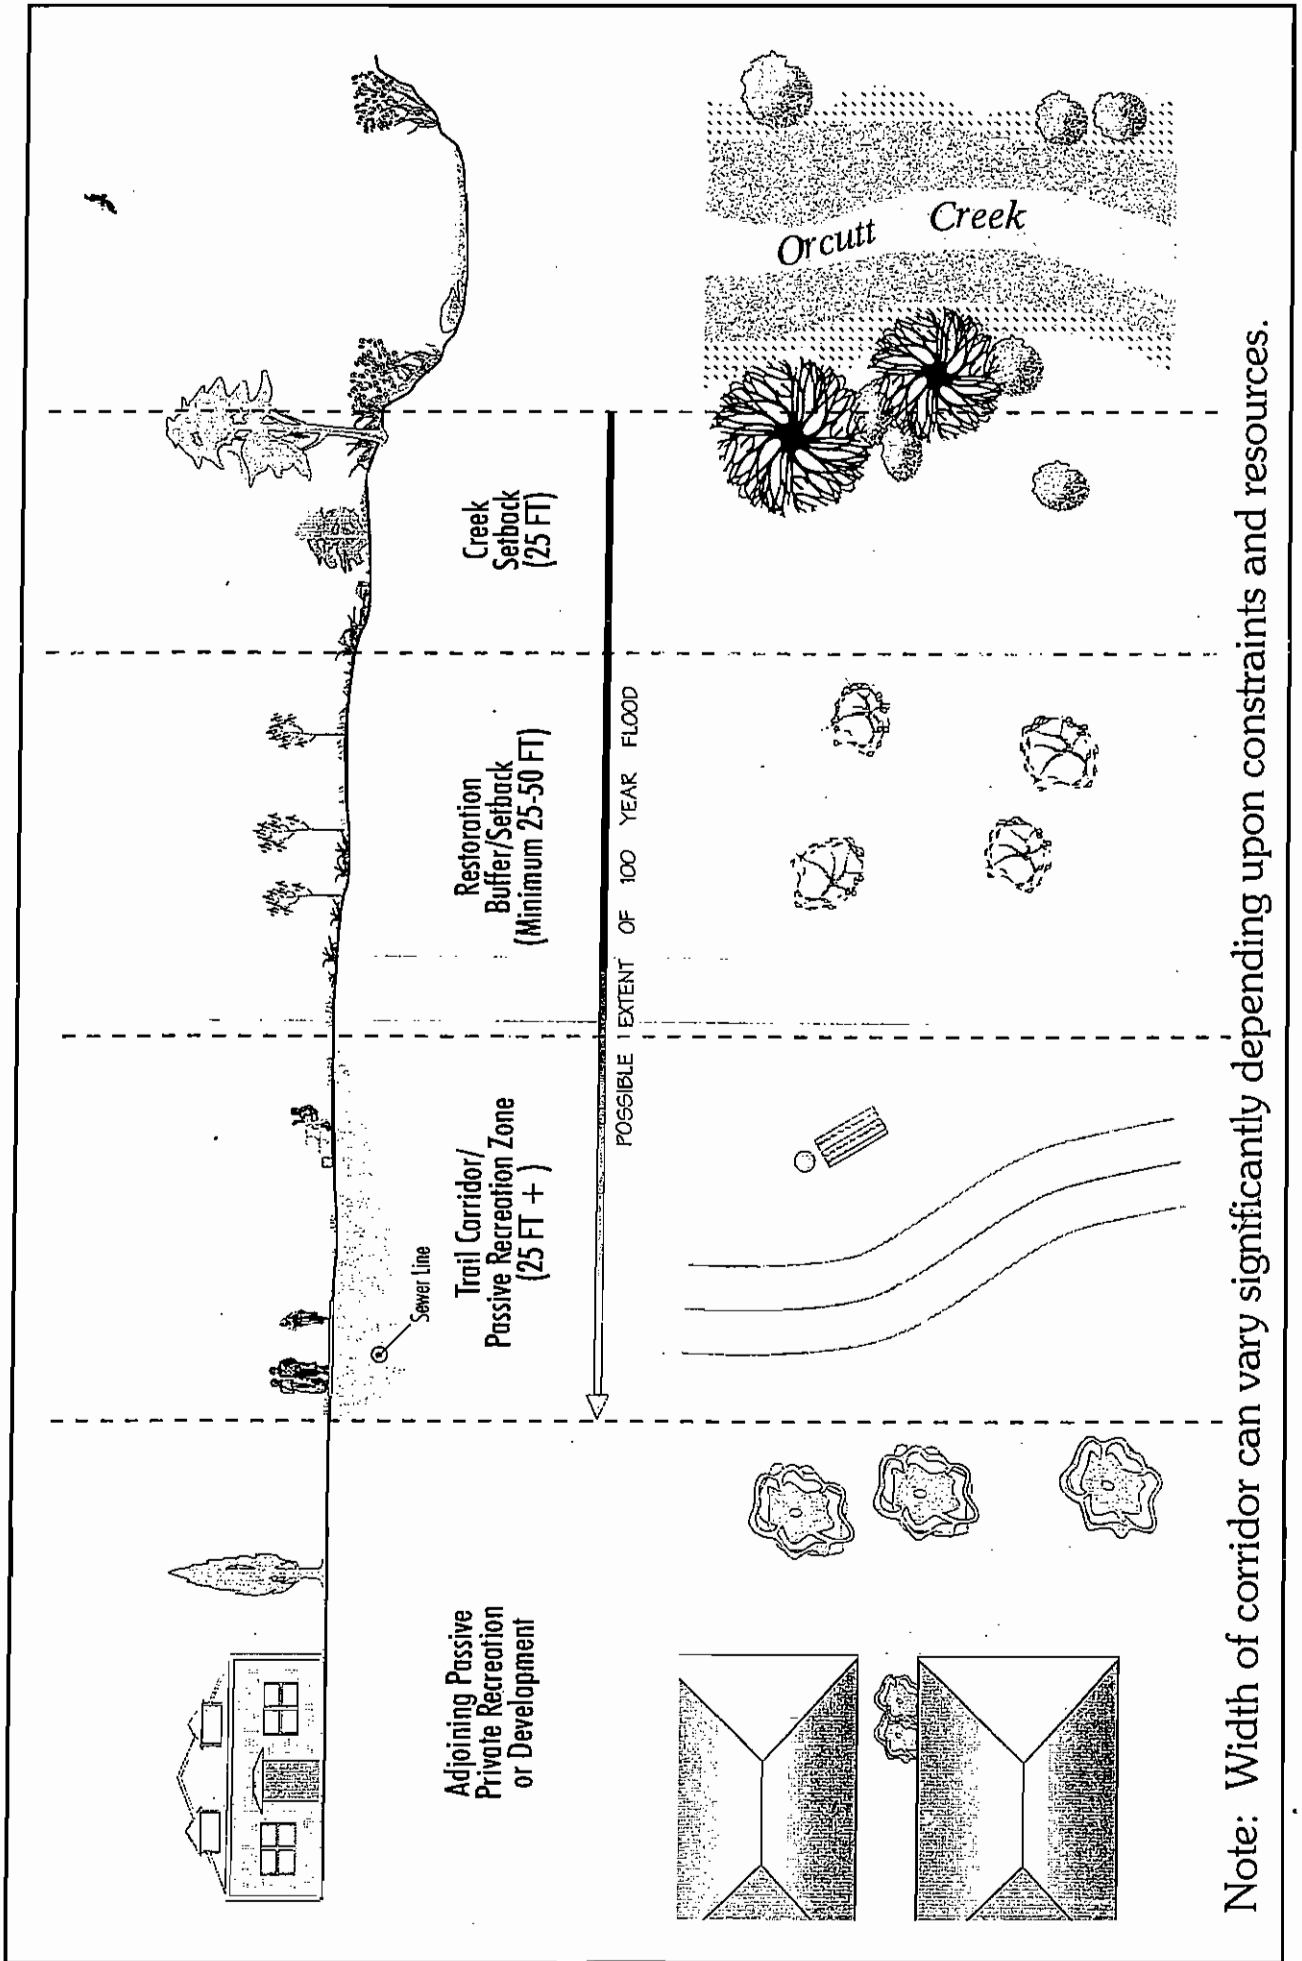 Adjoining Passive
Private Recreation
or Development
Sewer Line
Trail Corridor/
Passive Recreation Zone
(25 FT +)
Restoration
Buffer/Setback
(Minimum 25-50 FT)
Creek
Setback
(25 FT)
POSSIBLE EXTENT OF 100 YEAR FLOOD
Orcutt Creek
Note: Width of corridor can vary significantly depending upon constraints and resources.